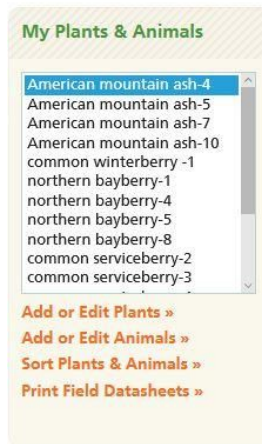 My Plants & Animals
American mountain ash-4
American mountain ash-5
American mountain ash-7
American mountain ash-10
common winterberry -1
northern bayberry-1
northern bayberry-4
northern bayberry-5
northern bayberry-8
common serviceberry-2
common serviceberry-3
Add or Edit Plants »
Add or Edit Animals »
Sort Plants & Animals »
Print Field Datasheets »